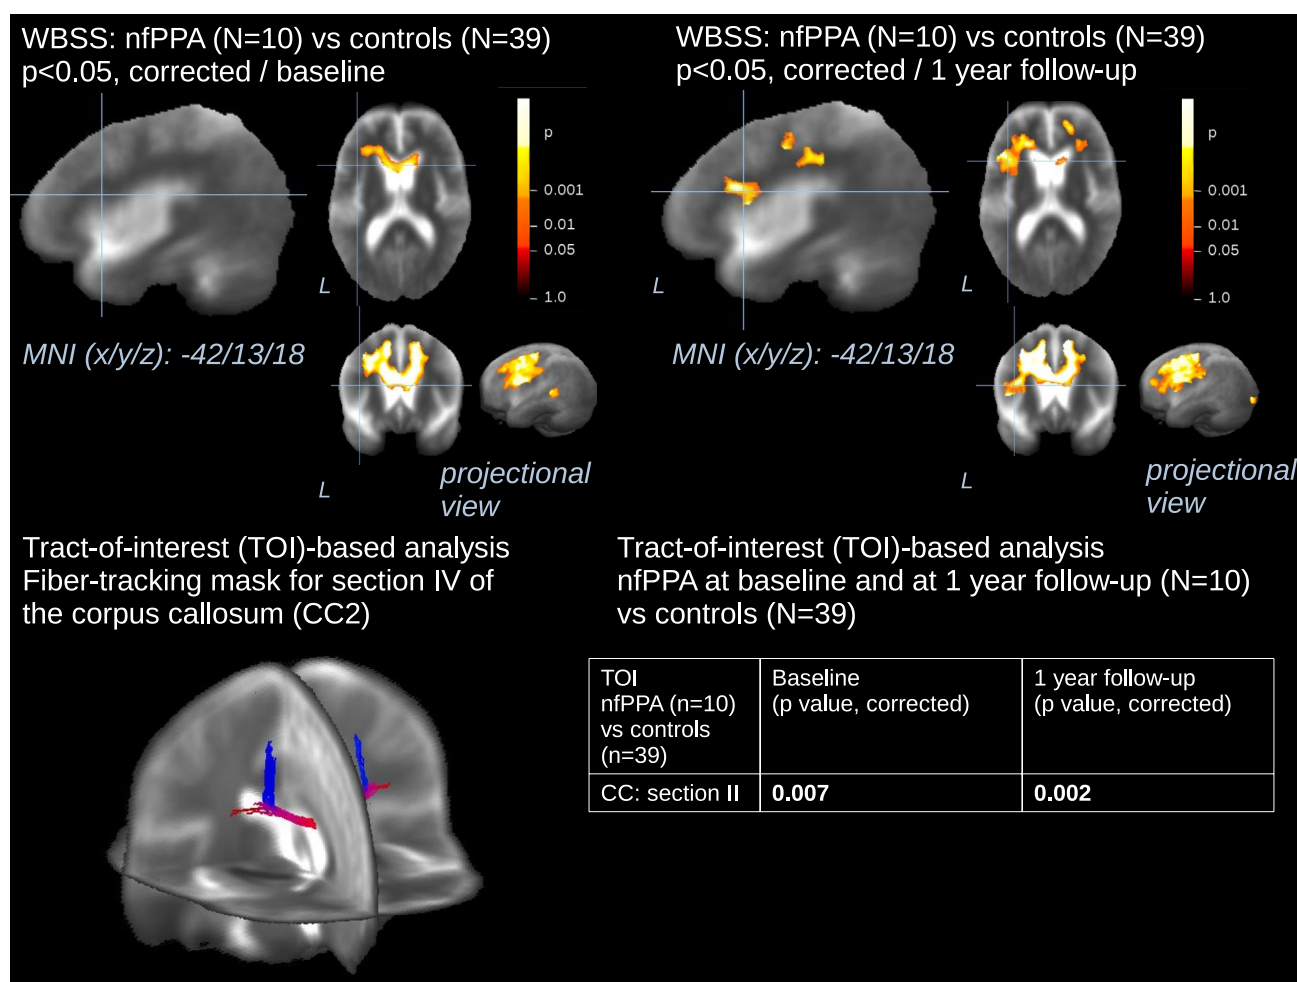 WBSS: nfPPA (N=10) vs controls (N=39)
p<0.05, corrected / baseline
p
0.001
0.01
0.05
1.0
L
MNI (x/y/z): -42/13/18
L
projectional
view
WBSS: nfPPA (N=10) vs controls (N=39)
p<0.05, corrected / 1 year follow-up
p
0.001
0.01
0.05
1.0
L
L
MNI (x/y/z): -42/13/18
L
projectional
view
Tract-of-interest (TOI)-based analysis
Fiber-tracking mask for section IV of
the corpus callosum (CC2)
Tract-of-interest (TOI)-based analysis
nfPPA at baseline and at 1 year follow-up (N=10)
vs controls (N=39)
TOI
nfPPA (n=10)
vs controls
(n=39)
Baseline
(p value, corrected)
1 year follow-up
(p value, corrected)
CC: section II
0.007
0.002